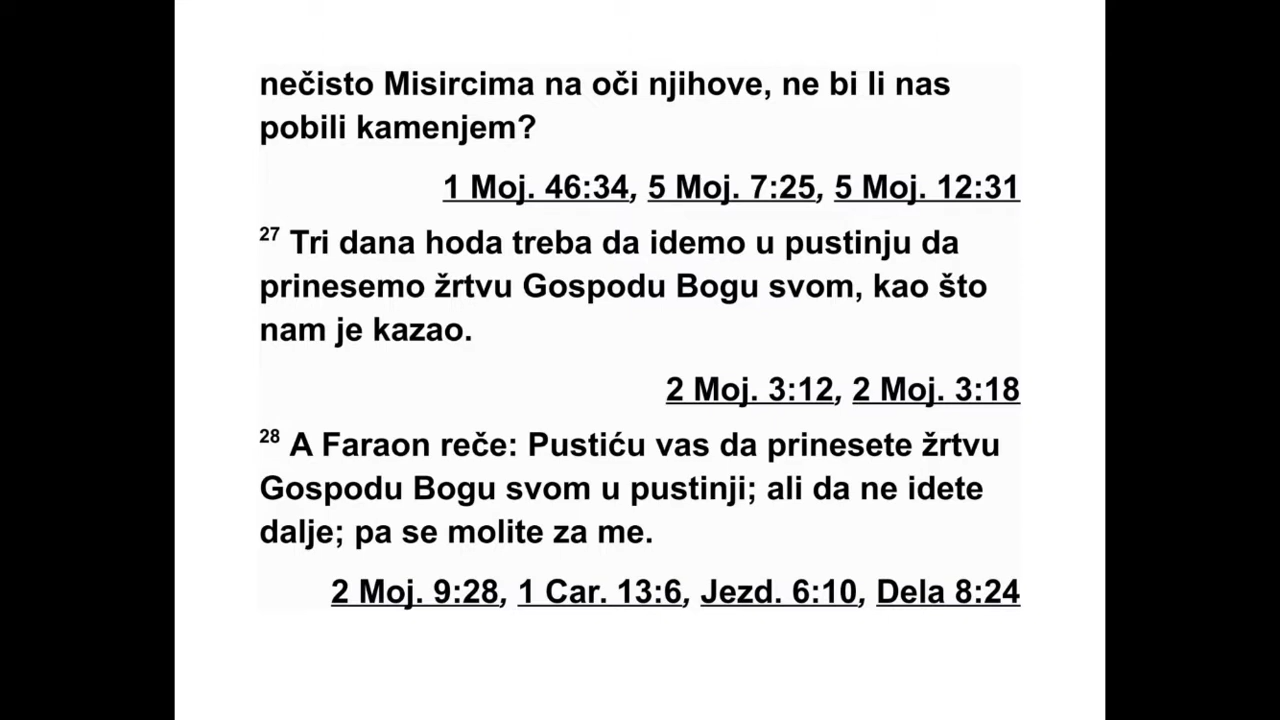 nečisto Misircima na oči njihove, ne bi li nas
pobili kamenjem?
1 Moj. 46:34, 5 Moj. 7:25, 5 Moj. 12:31
27 Tri dana hoda treba da idemo u pustinju da
prinesemo žrtvu Gospodu Bogu svom, kao što
nam je kazao.
2 Moj. 3:12, 2 Moj. 3:18
28 A Faraon reče: Pustiću vas da prinesete žrtvu
Gospodu Bogu svom u pustinji; ali da ne idete
dalje; pa se molite za me.
2 Moj. 9:28, 1 Car. 13:6, Jezd. 6:10, Dela 8:24